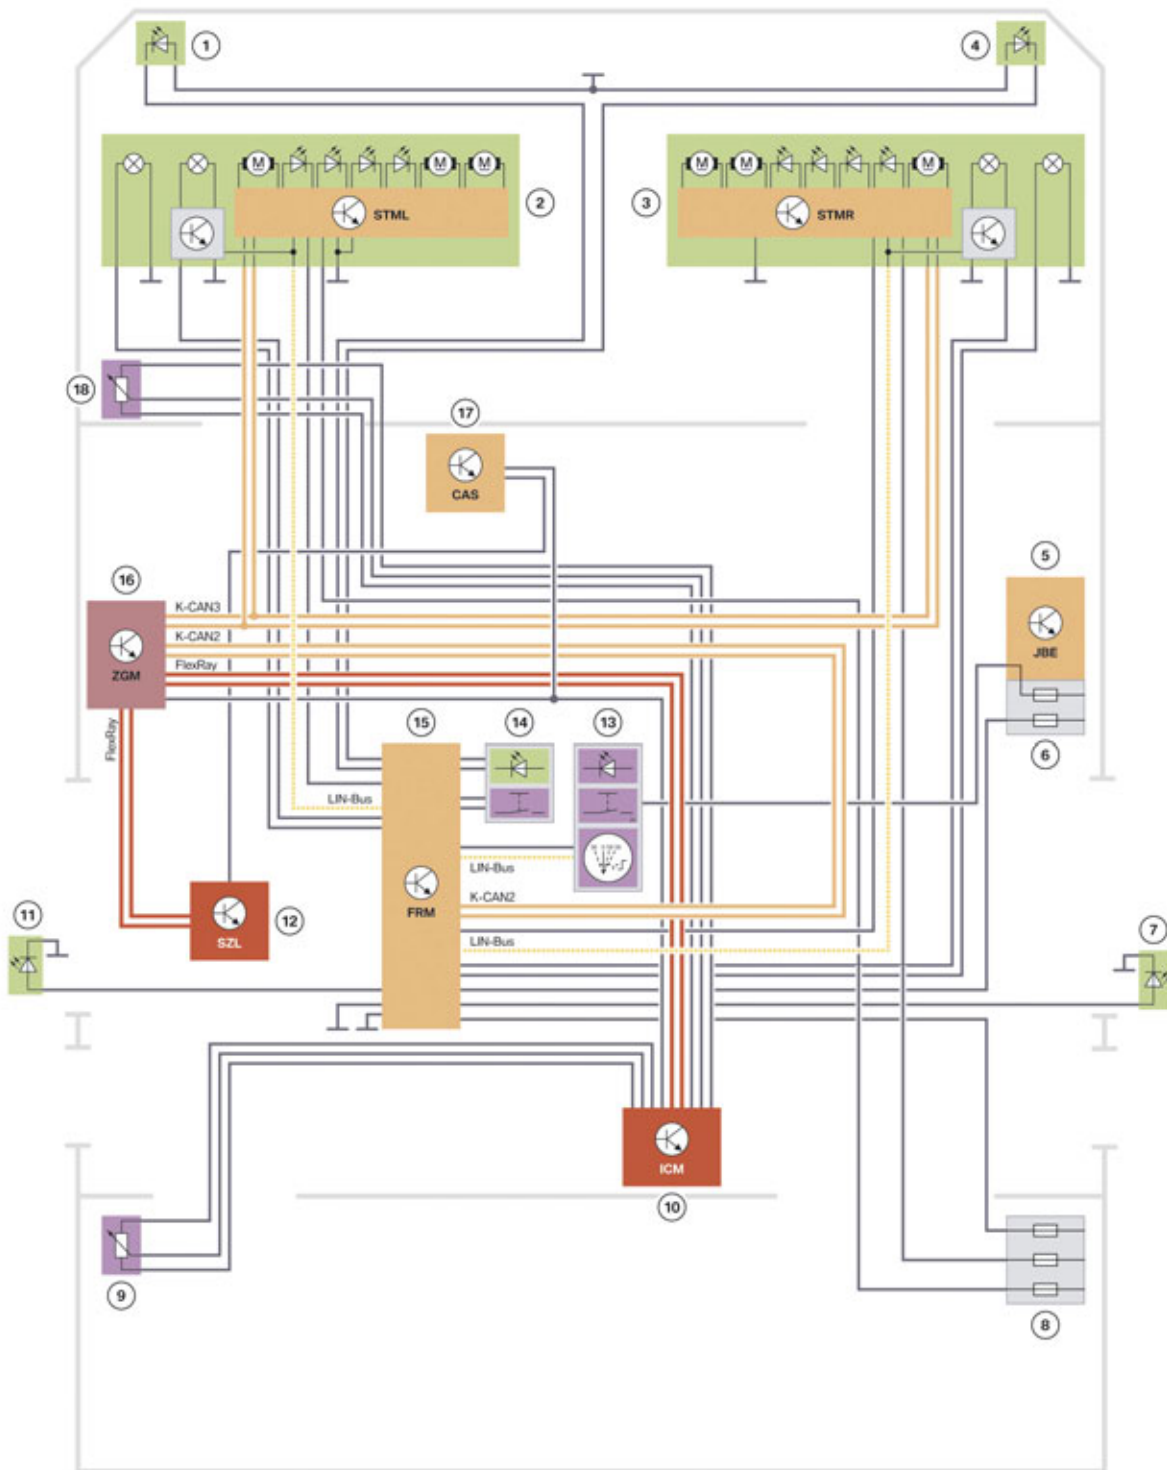 1
4
M
M
M
M
M
M
STML
2
3
STMR
18
17
CAS
5
16
K-CAN3
K-CAN2
ZGM
FlexRay
JBE
FlexRay
15
14
13
6
LIN-Bus
LIN-Bus
11
K-CAN2
SZL
12
FRM
7
LIN-Bus
ICM
10
9
8